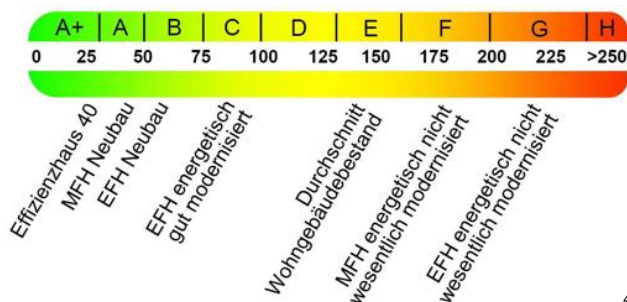 A+ A B C D E F G H
0 25 50 75 100 125 150 175 200 225 >250
Effizienzhaus 40
MFH Neubau
EFH Neubau
EFH energetisch
gut modernisiert
Durchschnitt
Wohngebäudebestand
MFH energetisch nicht
wesentlich modernisiert
EFH energetisch nicht
wesentlich modernisiert